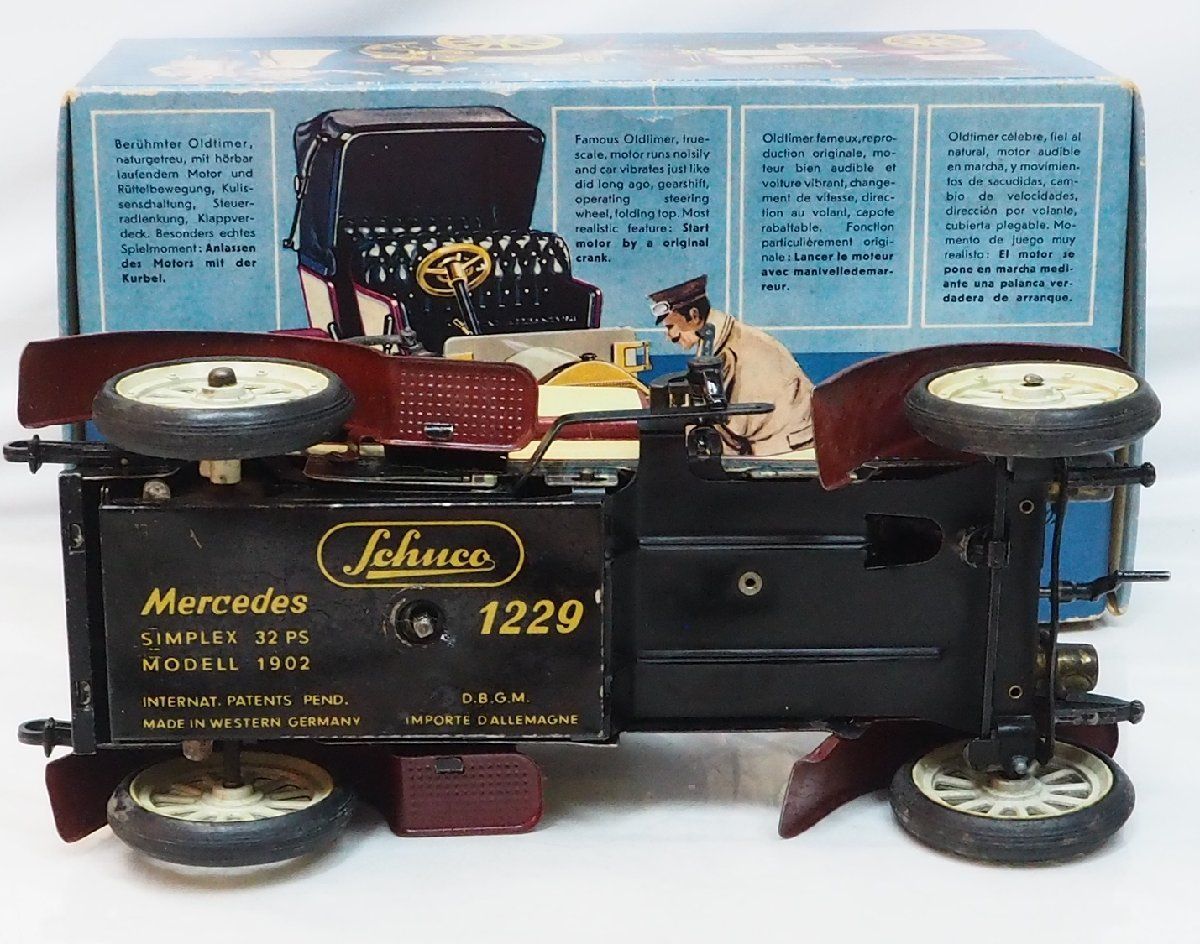 Berühmter Oldtimer,
naturgetreu, mit hörbar
laufendem Motor und
Rüttelbewegung, Kulis-
senschaltung, Steuer-
radlenkung, Klappver-
deck. Besonders echtes
Spielmoment: Anlassen
des Motors mit der
Kurbel.
Famous Oldtimer, true-
scale, motor runs noisily
and car vibrates just like
did long ago, gearshift,
operating steering
wheel, folding top. Most
realistic feature: Start
motor by a original
crank.
Oldtimer femeux, repro-
duction originale, mo-
teur bien audible et
voiture vibrant, change-
ment de vitesse, direc-
tion au volant, capote
rabattable. Fonction
particulièrement origi-
nale: Lancer le moteur
avec manivelledemar-
reur.
Oldtimer célebre, fiel al
natural, motor audible
en marcha, y movimien-
tos de sacudidas, cam-
bio de velocidades,
dirección por volante,
cubierta plegable. Mo-
mento de juego muy
realisto: El motor se
pone en marcha medi-
ante una palanca ver-
dadera de arranque.
Schuco
Mercedes 1229
SIMPLEX 32 PS
MODELL 1902
INTERNAT. PATENTS PEND. D.B.G.M.
MADE IN WESTERN GERMANY IMPORTÉ D'ALLEMAGNE